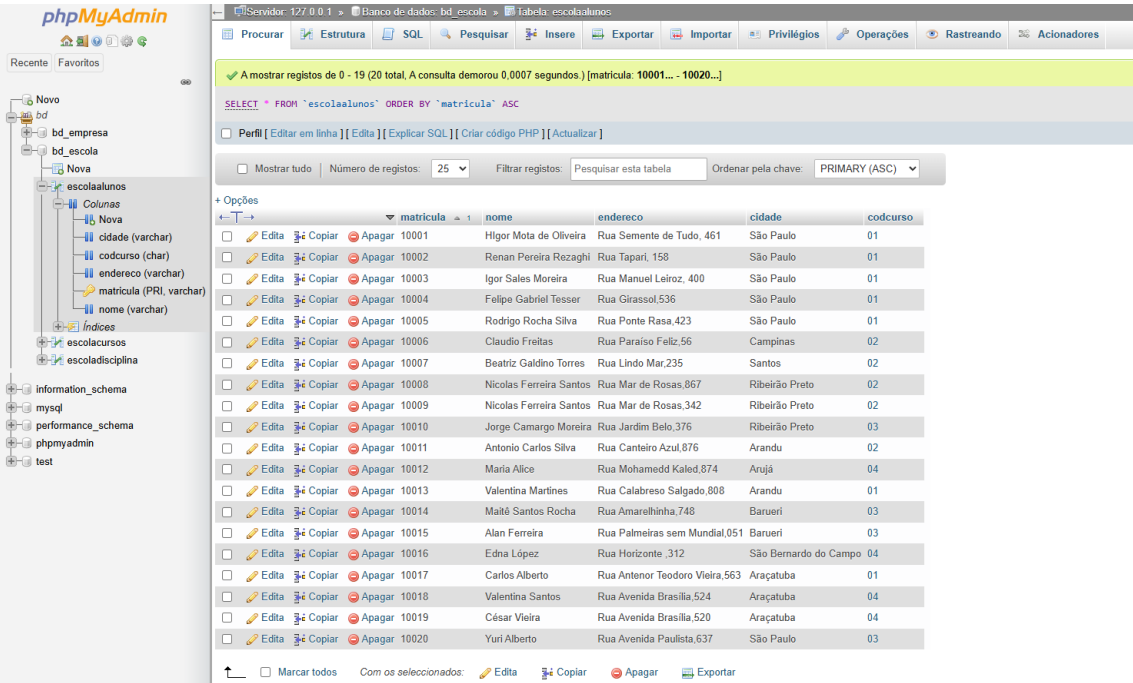 phpMyAdmin
Recente Favoritos
Novo
bd
bd_empresa
bd_escola
Nova
escolaalunos
Colunas
Nova
cidade (varchar)
codcurso (char)
endereco (varchar)
matricula (PRI, varchar)
nome (varchar)
Índices
escolacursos
escoladisciplina
information_schema
mysql
performance_schema
phpmyadmin
test
Servidor: 127.0.0.1 » Banco de dados: bd_escola » Tabela: escolaalunos
Procurar Estrutura SQL Pesquisar Insere Exportar Importar Privilégios Operações Rastreando Acionadores
A mostrar registos de 0 - 19 (20 total, A consulta demorou 0,0007 segundos.) [matricula: 10001... - 10020...]
SELECT * FROM `escolaalunos` ORDER BY `matricula` ASC
Perfil [ Editar em linha ] [ Edita ] [ Explicar SQL ] [ Criar código PHP ] [ Actualizar ]
Mostrar tudo | Número de registos: 25 Filtrar registos: Pesquisar esta tabela Ordenar pela chave: PRIMARY (ASC)
+ Opções
←T→ matricula 1 nome endereco cidade codcurso
Edita Copiar Apagar 10001 HIgor Mota de Oliveira Rua Semente de Tudo, 461 São Paulo 01
Edita Copiar Apagar 10002 Renan Pereira Rezaghi Rua Tapari, 158 São Paulo 01
Edita Copiar Apagar 10003 Igor Sales Moreira Rua Manuel Leiroz, 400 São Paulo 01
Edita Copiar Apagar 10004 Felipe Gabriel Tesser Rua Girassol,536 São Paulo 01
Edita Copiar Apagar 10005 Rodrigo Rocha Silva Rua Ponte Rasa,423 São Paulo 01
Edita Copiar Apagar 10006 Claudio Freitas Rua Paraíso Feliz,56 Campinas 02
Edita Copiar Apagar 10007 Beatriz Galdino Torres Rua Lindo Mar,235 Santos 02
Edita Copiar Apagar 10008 Nicolas Ferreira Santos Rua Mar de Rosas,867 Ribeirão Preto 02
Edita Copiar Apagar 10009 Nicolas Ferreira Santos Rua Mar de Rosas,342 Ribeirão Preto 02
Edita Copiar Apagar 10010 Jorge Camargo Moreira Rua Jardim Belo,376 Ribeirão Preto 03
Edita Copiar Apagar 10011 Antonio Carlos Silva Rua Canteiro Azul,876 Arandu 02
Edita Copiar Apagar 10012 Maria Alice Rua Mohamedd Kaled,874 Arujá 04
Edita Copiar Apagar 10013 Valentina Martines Rua Calabreso Salgado,808 Arandu 01
Edita Copiar Apagar 10014 Maitê Santos Rocha Rua Amarelhinha,748 Barueri 03
Edita Copiar Apagar 10015 Alan Ferreira Rua Palmeiras sem Mundial,051 Barueri 03
Edita Copiar Apagar 10016 Edna López Rua Horizonte ,312 São Bernardo do Campo 04
Edita Copiar Apagar 10017 Carlos Alberto Rua Antenor Teodoro Vieira,563 Araçatuba 01
Edita Copiar Apagar 10018 Valentina Santos Rua Avenida Brasília,524 Araçatuba 04
Edita Copiar Apagar 10019 César Vieira Rua Avenida Brasília,520 Araçatuba 04
Edita Copiar Apagar 10020 Yuri Alberto Rua Avenida Paulista,637 São Paulo 03
Marcar todos Com os seleccionados: Edita Copiar Apagar Exportar